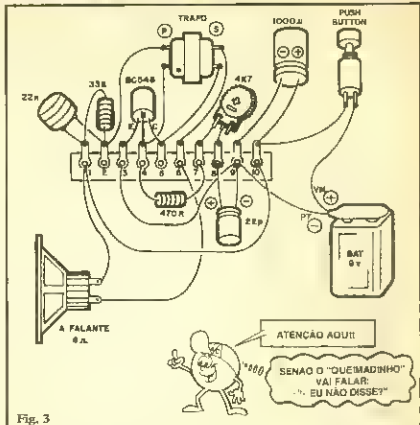 TRAFO
P
S
1000µ
PUSH
BUTTON
33k
BC548
4K7
22n
E
C
1
2
3
4
5
6
7
8
9
10
470R
22µ
VM
PT
BAT
9v
A FALANTE
ATENÇÃO AQUI!
SENÃO O "QUEIMADINHO"
VAI FALAR:
-"EU NÃO DISSE?"
Fig. 3